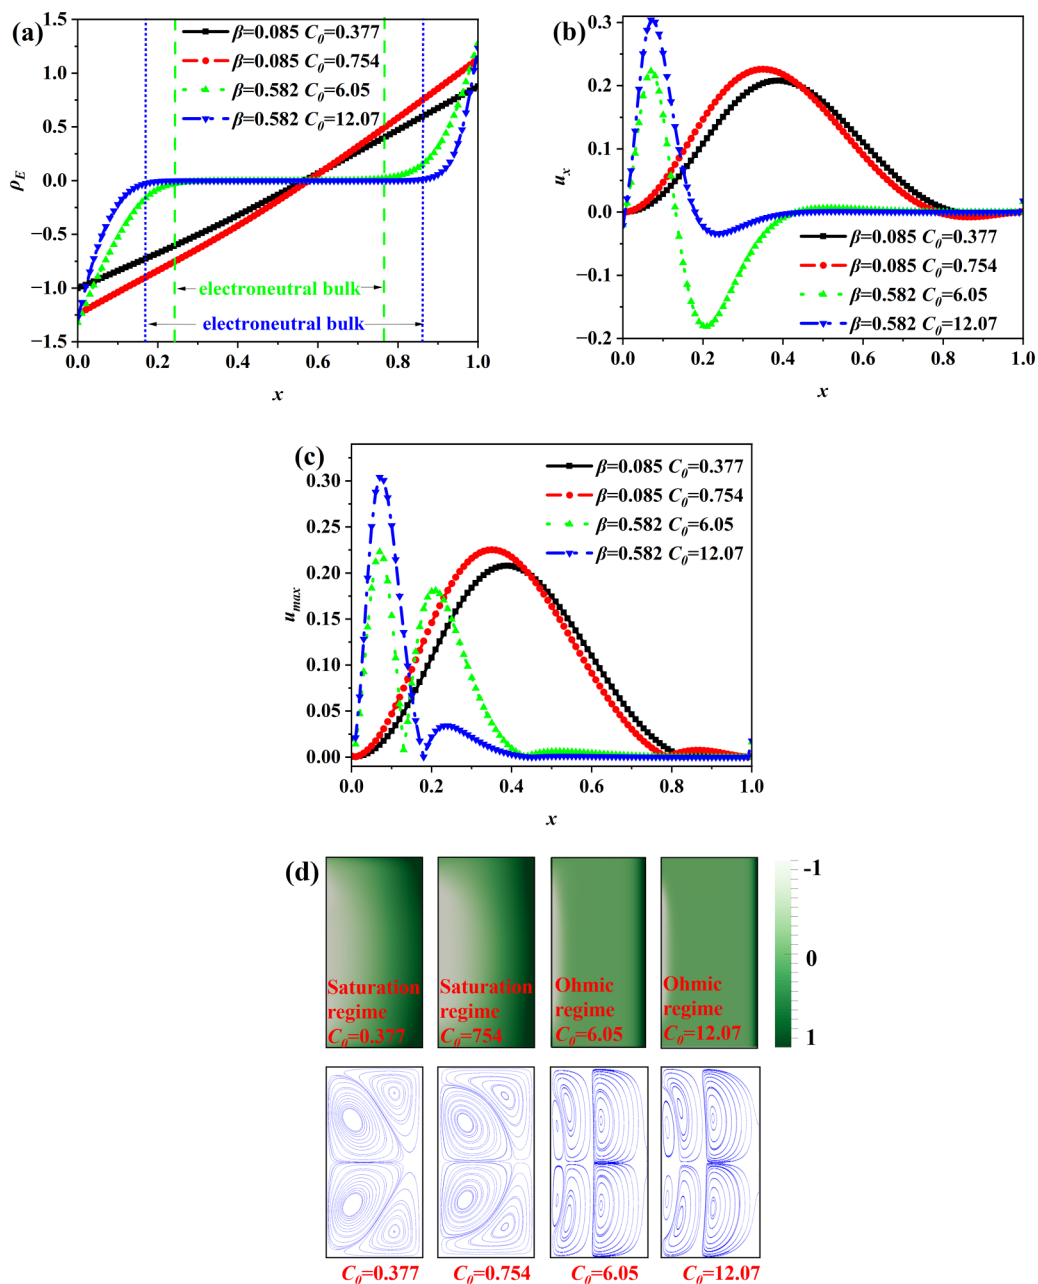 (a)
1.5
1.0
0.5
0.0
−0.5
−1.0
−1.5
ρE
β=0.085 C0=0.377
β=0.085 C0=0.754
β=0.582 C0=6.05
β=0.582 C0=12.07
electroneutral bulk
electroneutral bulk
0.0 0.2 0.4 0.6 0.8 1.0
x
(b)
0.3
0.2
0.1
0.0
−0.1
−0.2
ux
β=0.085 C0=0.377
β=0.085 C0=0.754
β=0.582 C0=6.05
β=0.582 C0=12.07
0.0 0.2 0.4 0.6 0.8 1.0
x
(c)
0.30
0.25
0.20
0.15
0.10
0.05
0.00
umax
β=0.085 C0=0.377
β=0.085 C0=0.754
β=0.582 C0=6.05
β=0.582 C0=12.07
0.0 0.2 0.4 0.6 0.8 1.0
x
(d)
Saturation
regime
C0=0.377
Saturation
regime
C0=754
Ohmic
regime
C0=6.05
Ohmic
regime
C0=12.07
-1
0
1
C0=0.377
C0=0.754
C0=6.05
C0=12.07